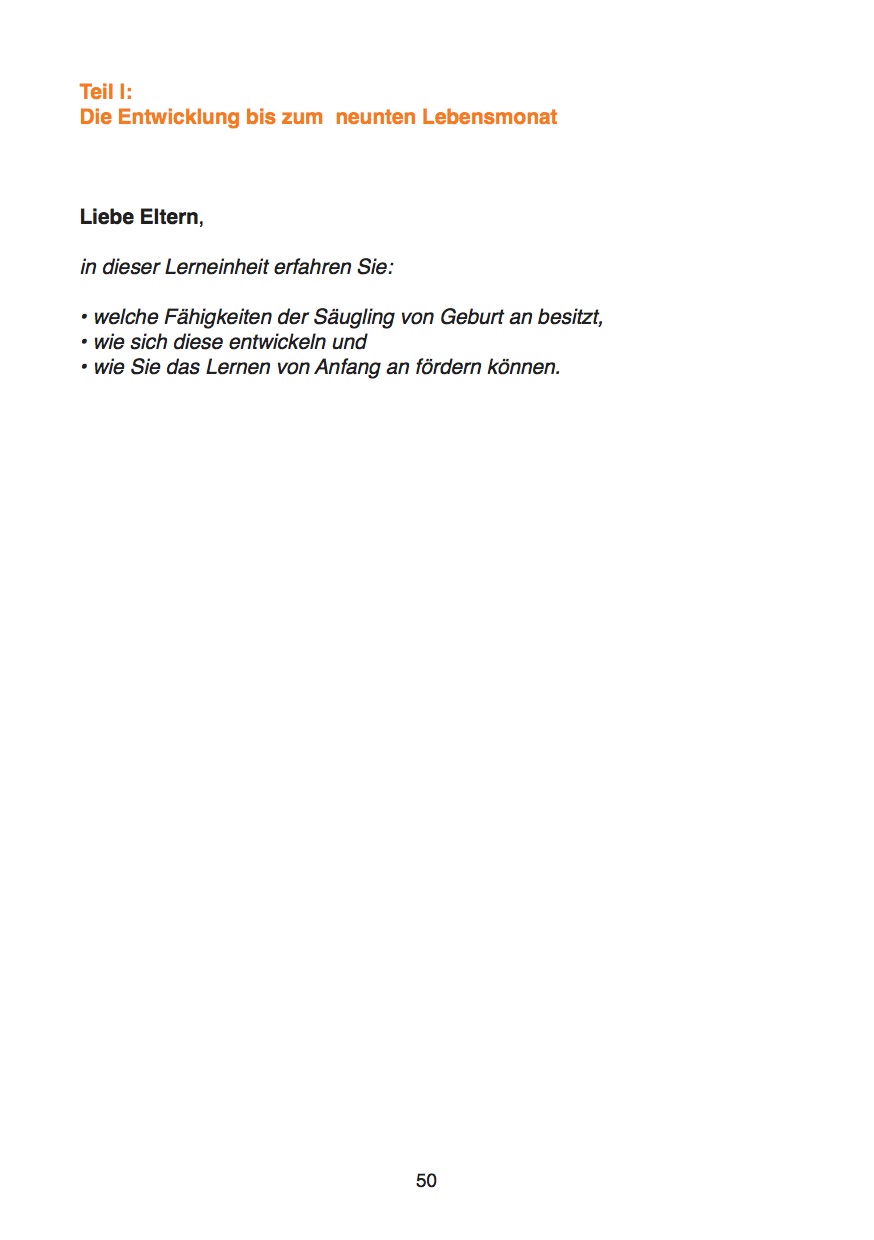 Teil I:
Die Entwicklung bis zum  neunten Lebensmonat
Liebe Eltern,
in dieser Lerneinheit erfahren Sie:
• welche Fähigkeiten der Säugling von Geburt an besitzt,
• wie sich diese entwickeln und
• wie Sie das Lernen von Anfang an fördern können.
50